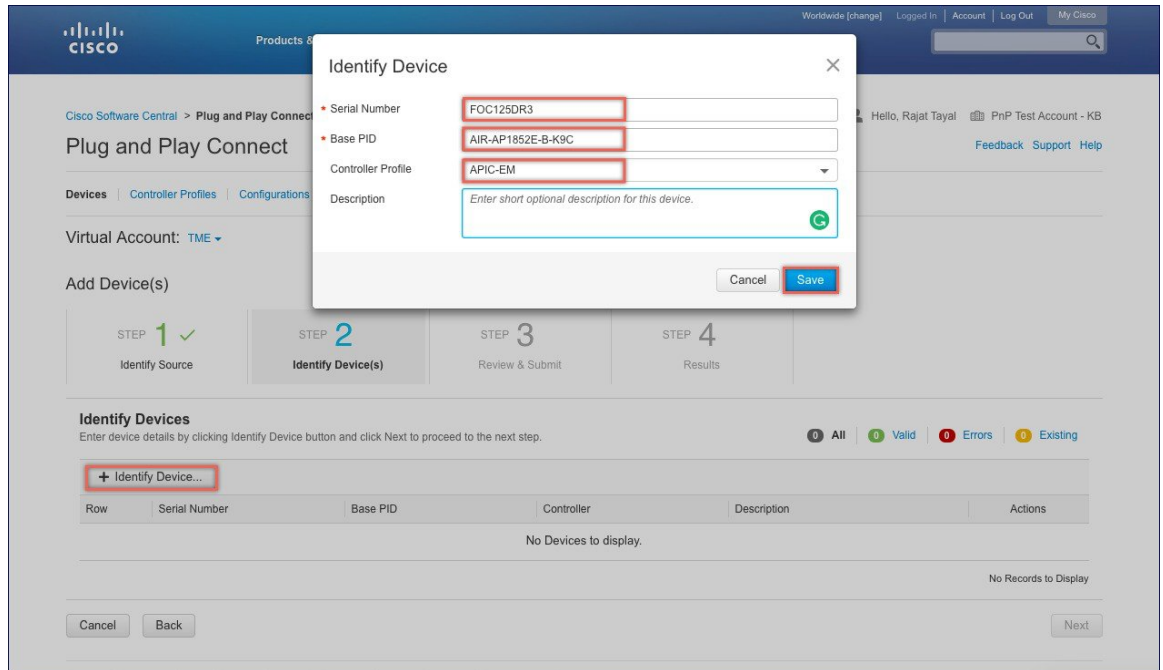 Worldwide [change] Logged In | Account | Log Out My Cisco
CISCO
Products &
Identify Device
* Serial Number FOC125DR3
* Base PID AIR-AP1852E-B-K9C
Controller Profile APIC-EM
Description Enter short optional description for this device.
Cancel Save
Cisco Software Central > Plug and Play Connect
Hello, Rajat Tayal PnP Test Account - KB
Plug and Play Connect
Feedback Support Help
Devices | Controller Profiles | Configurations
Virtual Account: TME
Add Device(s)
STEP 1 STEP 2 STEP 3 STEP 4
Identify Source Identify Device(s) Review & Submit Results
Identify Devices
Enter device details by clicking Identify Device button and click Next to proceed to the next step.
0 All 0 Valid 0 Errors 0 Existing
+ Identify Device...
Row Serial Number Base PID Controller Description Actions
No Devices to display.
No Records to Display
Cancel Back Next